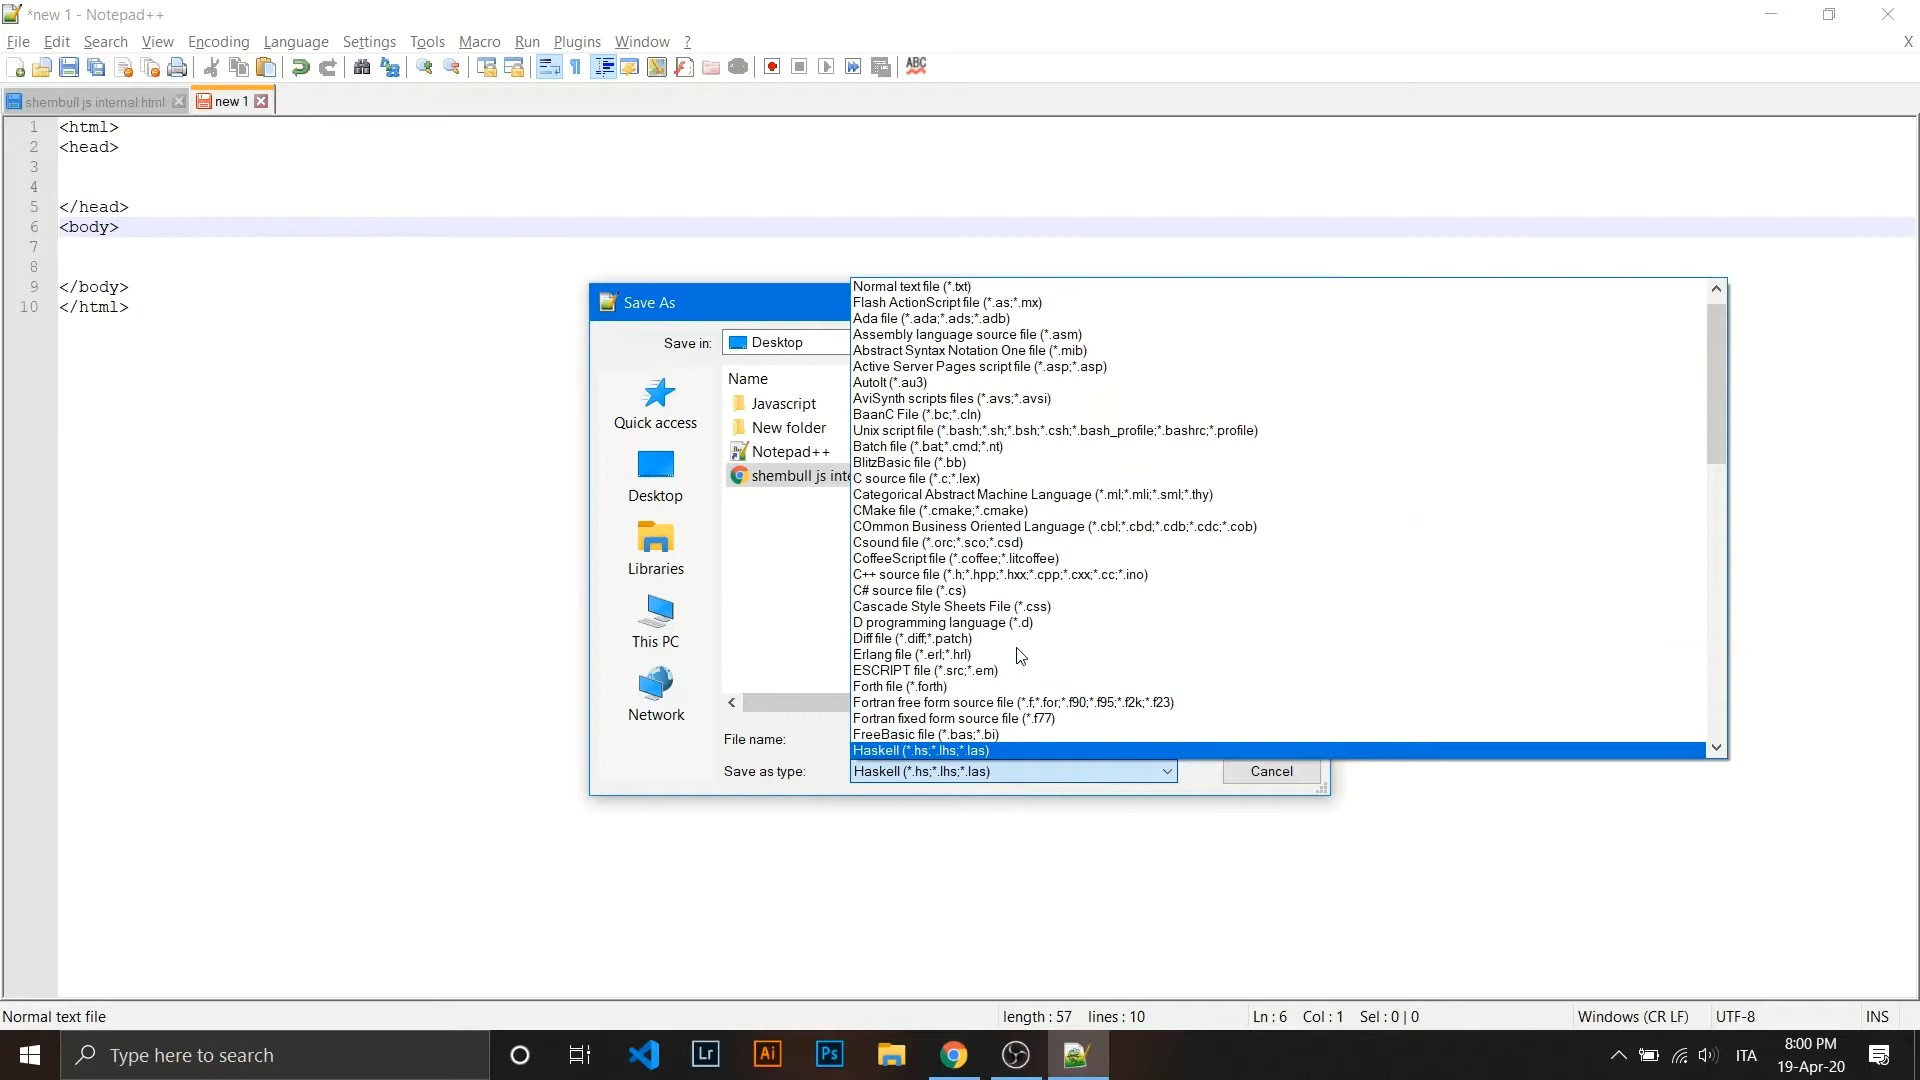 *new 1 - Notepad++
File Edit Search View Encoding Language Settings Tools Macro Run Plugins Window ? X
ABC
shembull js internal html new 1
1 <html>
2 <head>
3
4
5 </head>
6 <body>
7
8
9 </body>
10 </html>
Save As
Save in: Desktop
Quick access
Desktop
Libraries
This PC
Network
Name
Javascript
New folder
Notepad++
shembull js inte
Normal text file (*.txt)
Flash ActionScript file (*.as;*.mx)
Ada file (*.ada;*.ads;*.adb)
Assembly language source file (*.asm)
Abstract Syntax Notation One file (*.mib)
Active Server Pages script file (*.asp;*.asp)
AutoIt (*.au3)
AviSynth scripts files (*.avs;*.avsi)
BaanC File (*.bc;*.cln)
Unix script file (*.bash;*.sh;*.bsh;*.csh;*.bash_profile;*.bashrc;*.profile)
Batch file (*.bat;*.cmd;*.nt)
BlitzBasic file (*.bb)
C source file (*.c;*.lex)
Categorical Abstract Machine Language (*.ml;*.mli;*.sml;*.thy)
CMake file (*.cmake;*.cmake)
COmmon Business Oriented Language (*.cbl;*.cbd;*.cdb;*.cdc;*.cob)
Csound file (*.orc;*.sco;*.csd)
CoffeeScript file (*.coffee;*.litcoffee)
C++ source file (*.h;*.hpp;*.hxx;*.cpp;*.cxx;*.cc;*.ino)
C# source file (*.cs)
Cascade Style Sheets File (*.css)
D programming language (*.d)
Diff file (*.diff;*.patch)
Erlang file (*.erl;*.hrl)
ESCRIPT file (*.src;*.em)
Forth file (*.forth)
Fortran free form source file (*.f;*.for;*.f90;*.f95;*.f2k;*.f23)
Fortran fixed form source file (*.f77)
FreeBasic file (*.bas;*.bi)
Haskell (*.hs;*.lhs;*.las)
File name:
Save as type: Haskell (*.hs;*.lhs;*.las) Cancel
Normal text file length : 57 lines : 10 Ln : 6 Col : 1 Sel : 0 | 0 Windows (CR LF) UTF-8 INS
Type here to search Lr Ai Ps ITA 8:00 PM
19-Apr-20